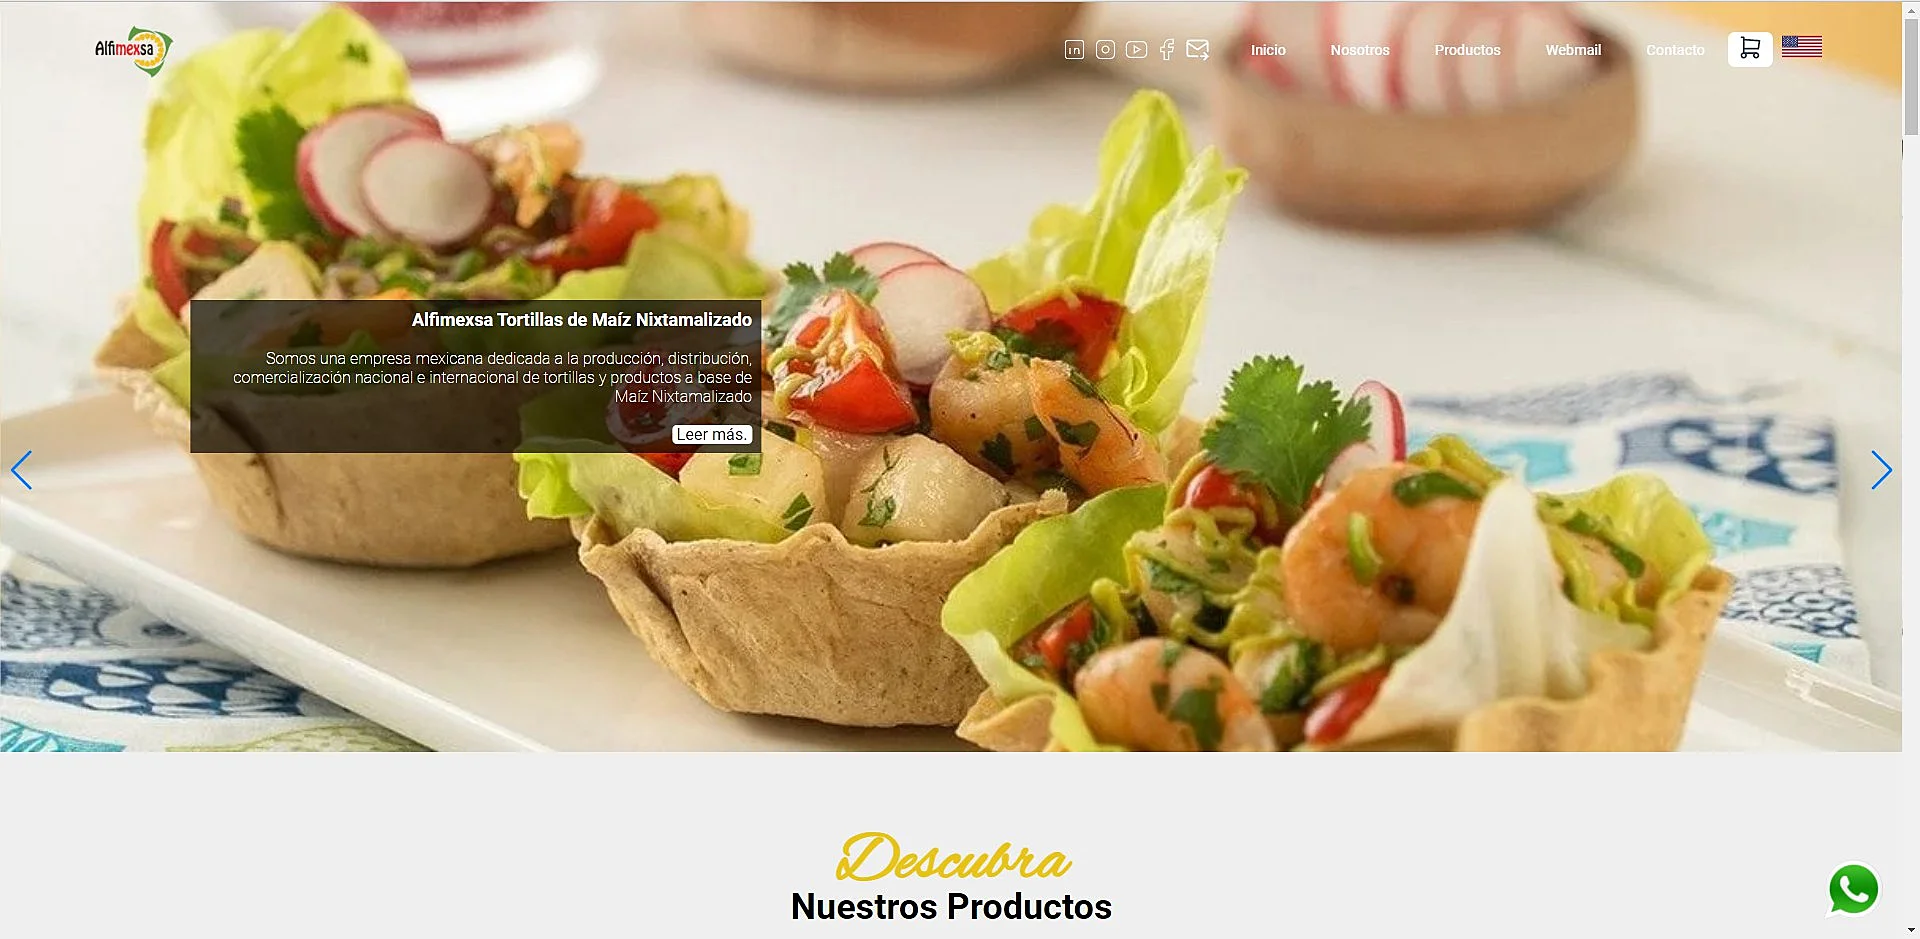 Alfimexsa
Inicio
Nosotros
Productos
Webmail
Contacto
Alfimexsa Tortillas de Maíz Nixtamalizado
Somos una empresa mexicana dedicada a la producción, distribución,
comercialización nacional e internacional de tortillas y productos a base de
Maíz Nixtamalizado
Leer más.
Descubra
Nuestros Productos